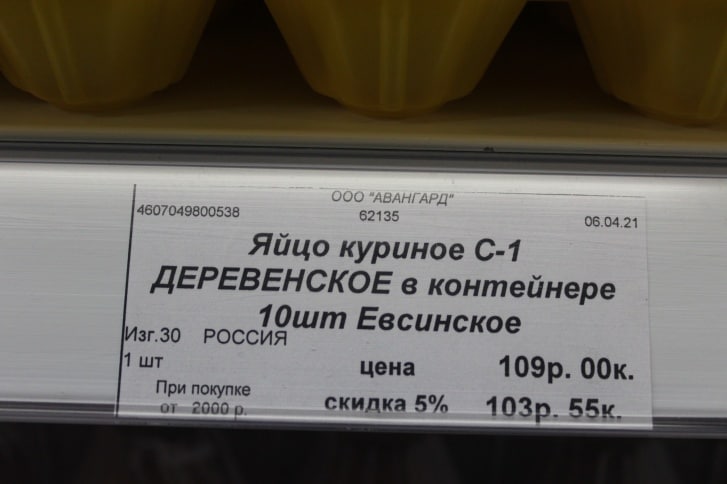 ООО "АВАНГАРД"
4607049800538 62135 06.04.21
Яйцо куриное С-1
ДЕРЕВЕНСКОЕ в контейнере
10шт Евсинское
Изг.30 РОССИЯ
1 шт цена 109р. 00к.
При покупке
от 2000 р. скидка 5% 103р. 55к.